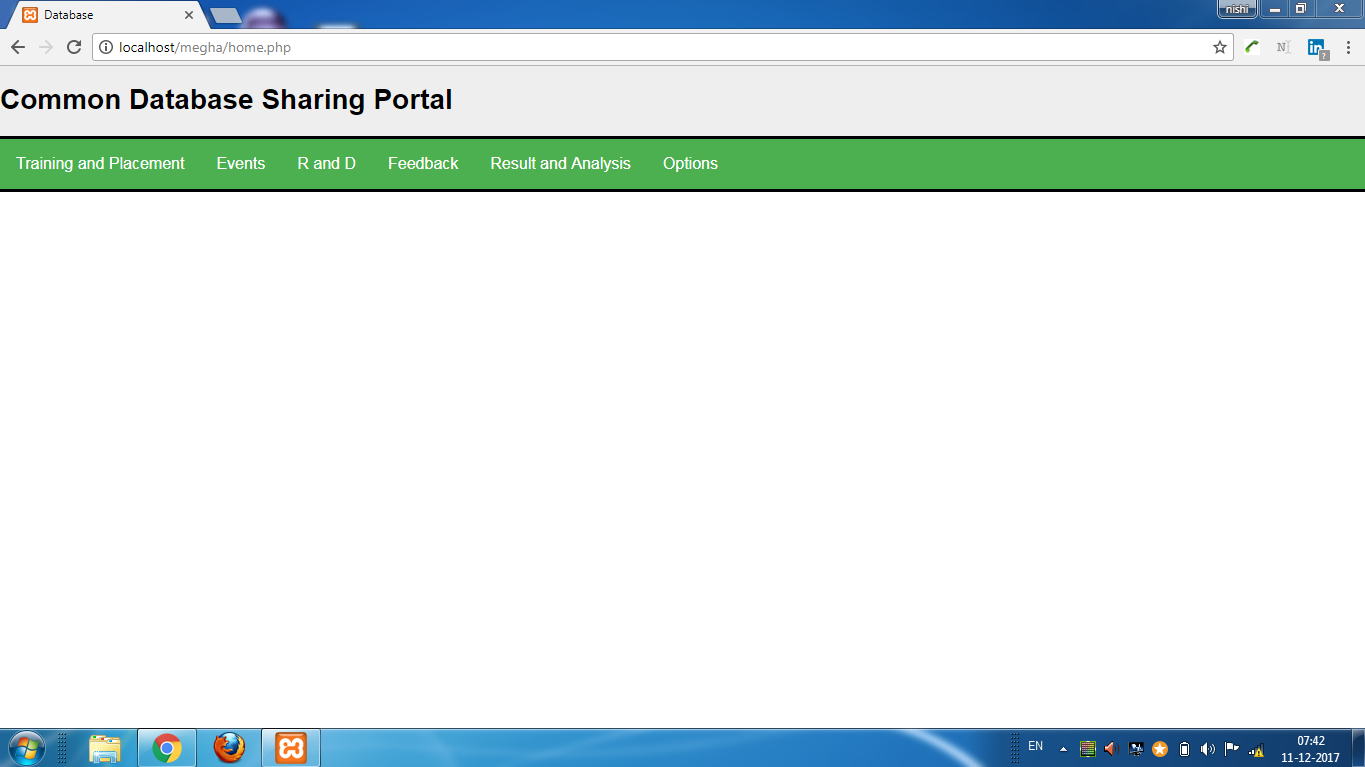 Database
nishi
localhost/megha/home.php
Common Database Sharing Portal
Training and Placement Events R and D Feedback Result and Analysis Options
EN
07:42
11-12-2017